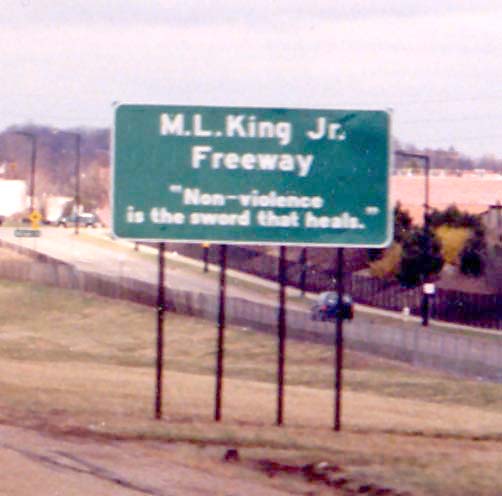 M.L.King Jr.
Freeway
"Non-violence
is the sword that heals."